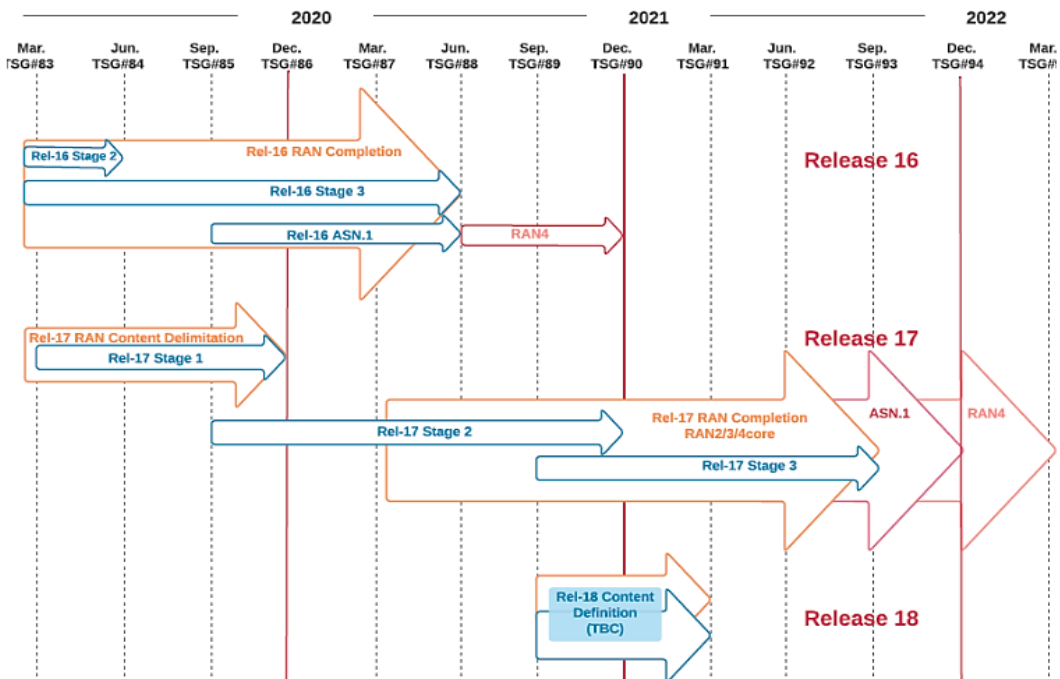 2020 2021 2022
Mar. Jun. Sep. Dec. Mar. Jun. Sep. Dec. Mar. Jun. Sep. Dec. Mar.
TSG#83 TSG#84 TSG#85 TSG#86 TSG#87 TSG#88 TSG#89 TSG#90 TSG#91 TSG#92 TSG#93 TSG#94 TSG#
Rel-16 Stage 2
Rel-16 RAN Completion
Release 16
Rel-16 Stage 3
Rel-16 ASN.1
RAN4
Rel-17 RAN Content Delimitation
Release 17
Rel-17 Stage 1
Rel-17 Stage 2
Rel-17 RAN Completion
RAN2/3/4core
ASN.1
RAN4
Rel-17 Stage 3
Rel-18 Content
Definition
(TBC)
Release 18